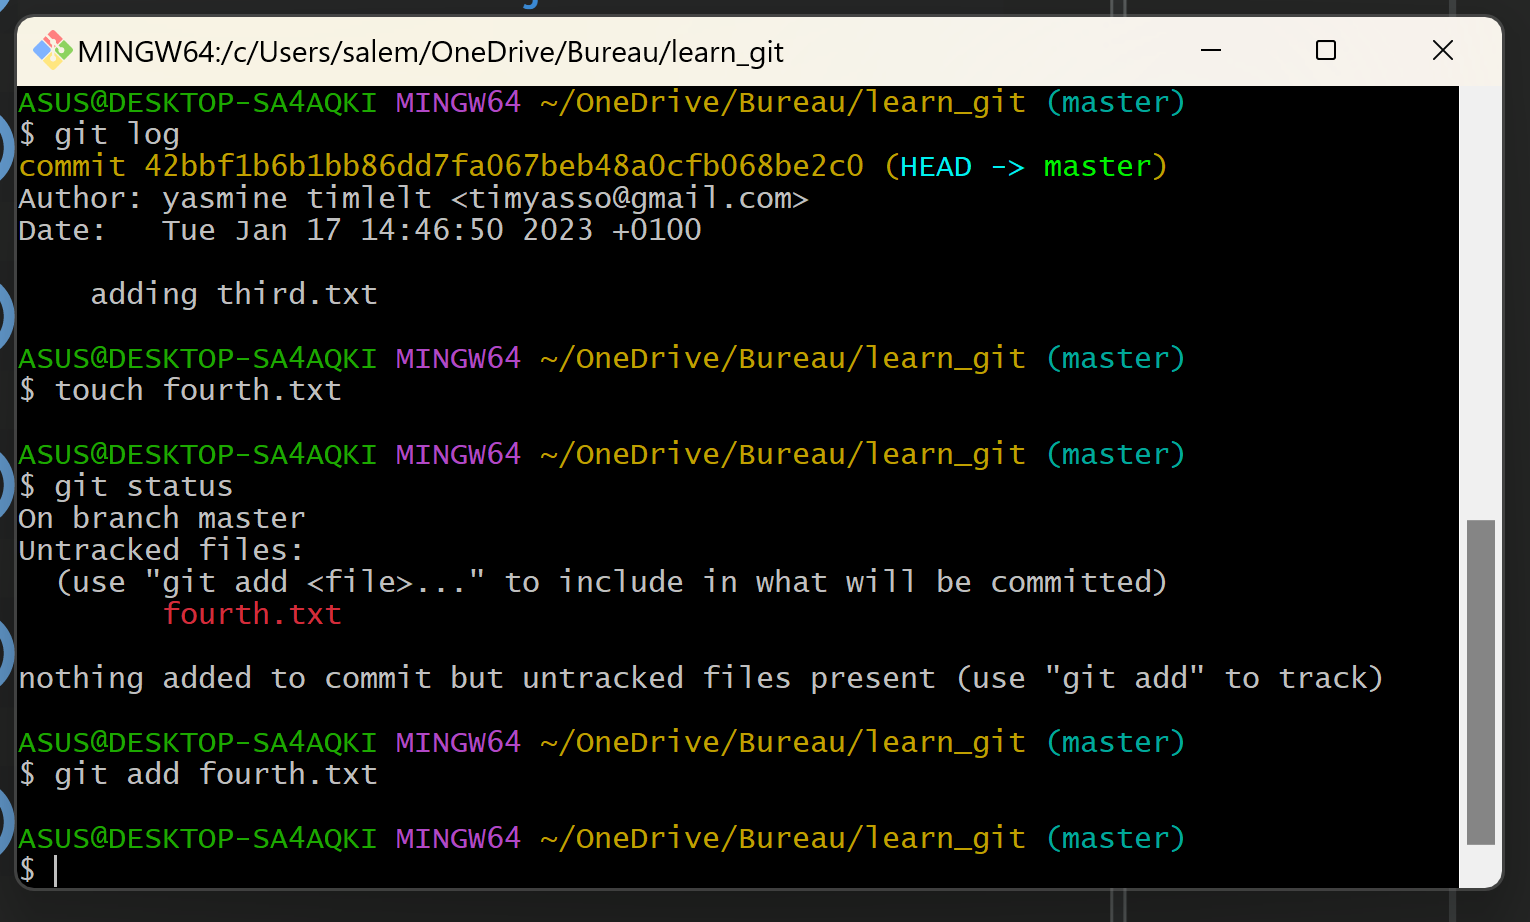 MINGW64:/c/Users/salem/OneDrive/Bureau/learn_git
ASUS@DESKTOP-SA4AQKI MINGW64 ~/OneDrive/Bureau/learn_git (master)
$ git log
commit 42bbf1b6b1bb86dd7fa067beb48a0cfb068be2c0 (HEAD -> master)
Author: yasmine timlelt <timyasso@gmail.com>
Date:   Tue Jan 17 14:46:50 2023 +0100
    adding third.txt
ASUS@DESKTOP-SA4AQKI MINGW64 ~/OneDrive/Bureau/learn_git (master)
$ touch fourth.txt
ASUS@DESKTOP-SA4AQKI MINGW64 ~/OneDrive/Bureau/learn_git (master)
$ git status
On branch master
Untracked files:
  (use "git add <file>..." to include in what will be committed)
        fourth.txt
nothing added to commit but untracked files present (use "git add" to track)
ASUS@DESKTOP-SA4AQKI MINGW64 ~/OneDrive/Bureau/learn_git (master)
$ git add fourth.txt
ASUS@DESKTOP-SA4AQKI MINGW64 ~/OneDrive/Bureau/learn_git (master)
$